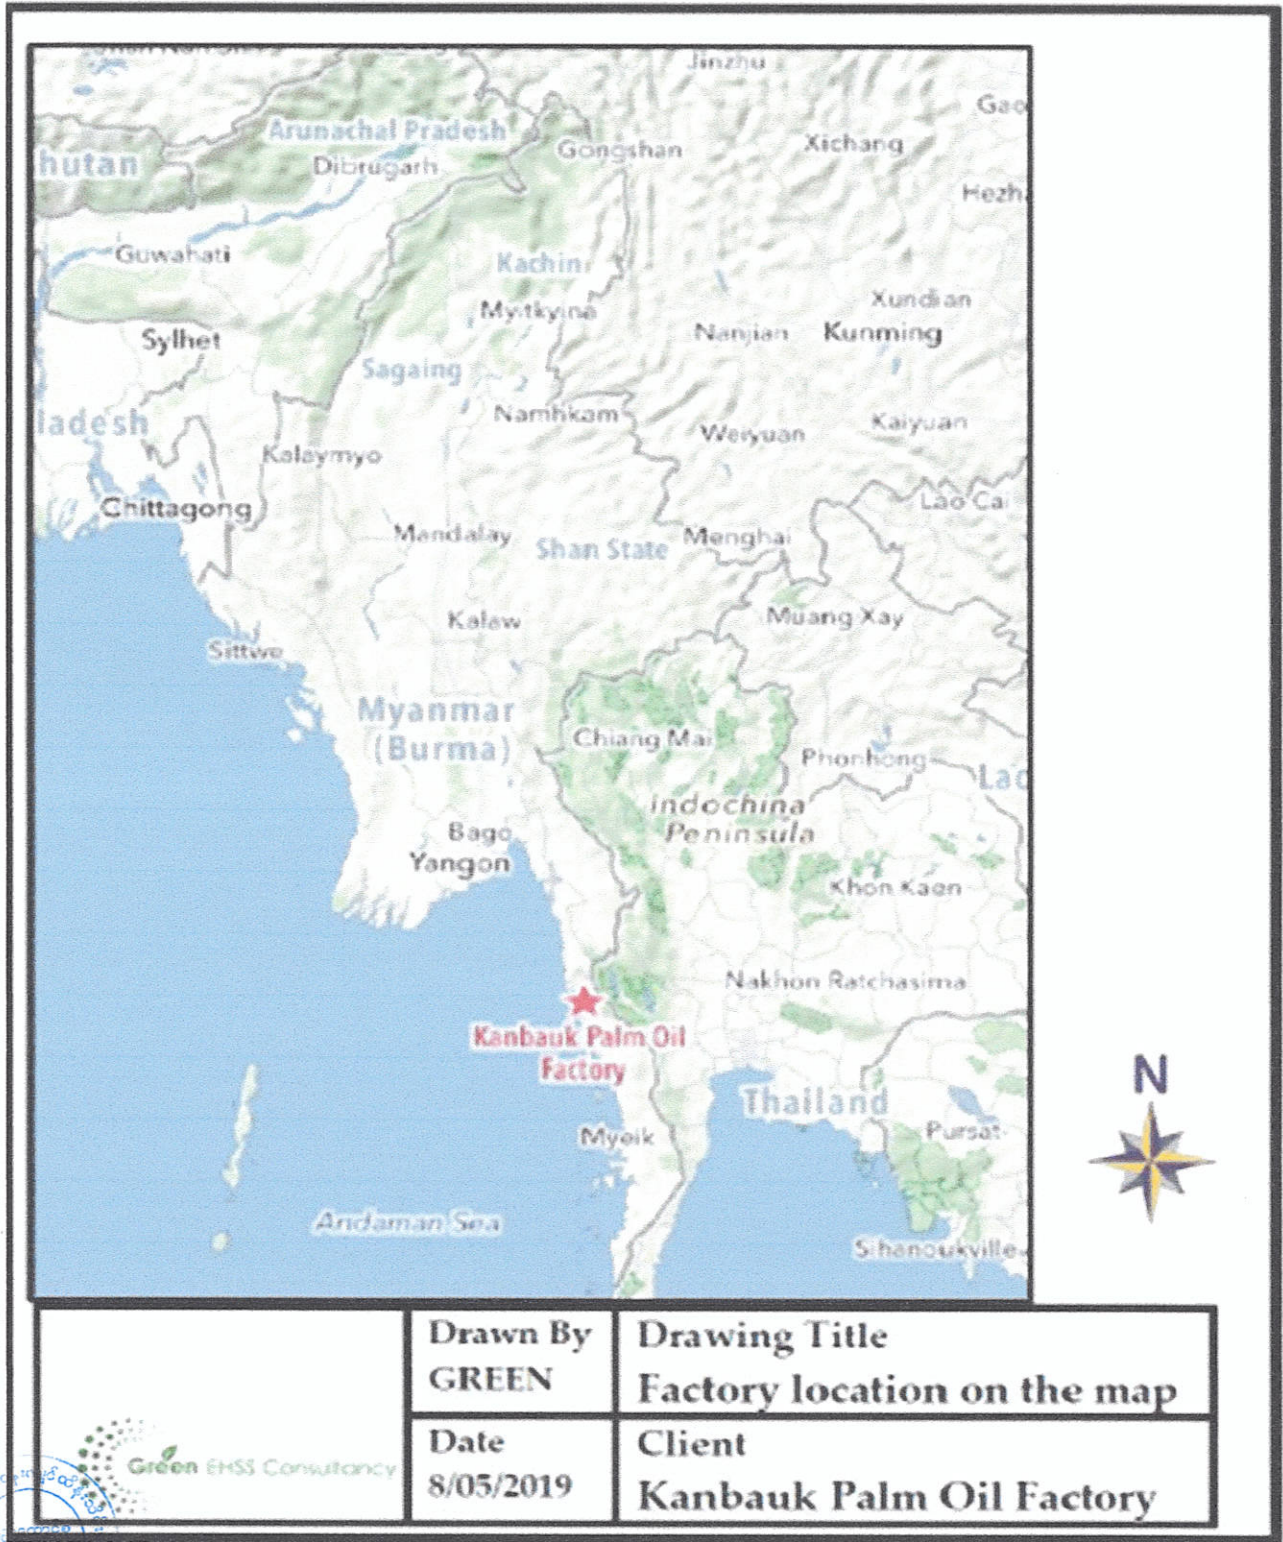 Jinzhu
Gao
Arunachal Pradesh
Xichang
Gongshan
hutan
Dibrugarh
Hezh
Guwahati
Kachin
Xundian
Myitkyina
Nanjian
Kunming
Sylhet
Sagaing
Namhkam
ladesh
Weiyuan
Kaiyuan
Kalaymyo
Lao Cai
Chittagong
Mandalay
Menghai
Shan State
Kalaw
Muang Xay
Sittwe
Myanmar
(Burma)
Chiang Mai
Phonhong
Lao
Indochina
Peninsula
Bago
Yangon
Khon Kaen
Nakhon Ratchasima
Kanbauk Palm Oil
Factory
Thailand
Pursat
Myeik
Andaman Sea
Sihanoukville
N
Drawn By
GREEN
Drawing Title
Factory location on the map
Date
8/05/2019
Client
Kanbauk Palm Oil Factory
Green EHSS Consultancy